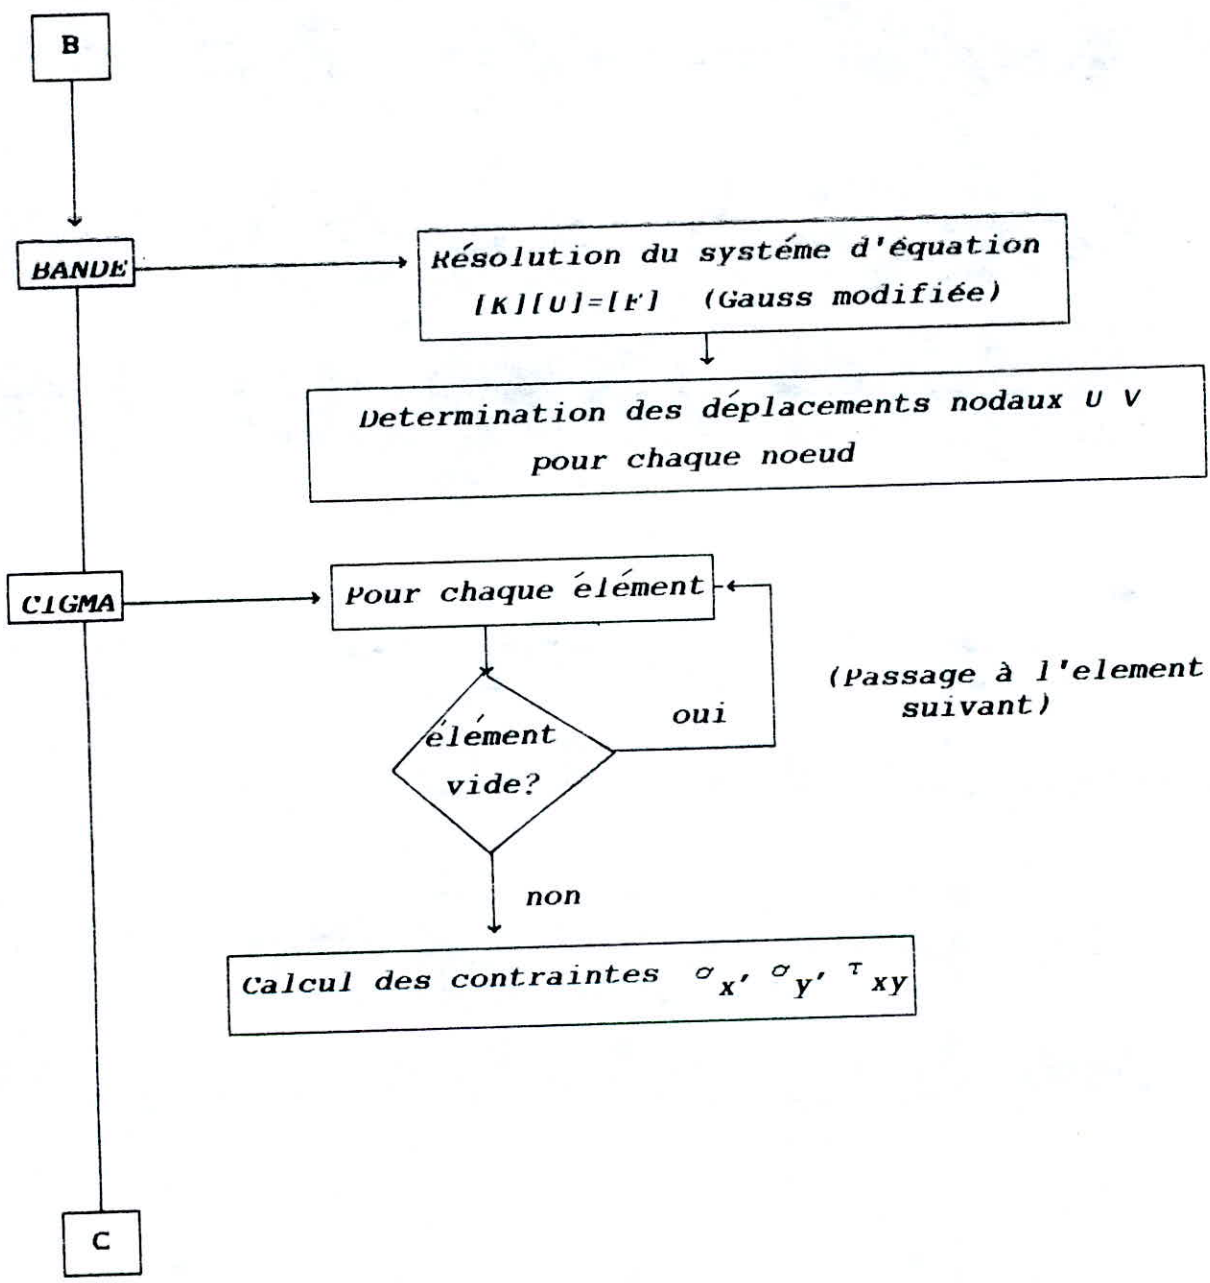 B
BANDE
Résolution du systéme d'équation
[K][U]=[F] (Gauss modifiée)
Determination des déplacements nodaux U V
pour chaque noeud
CIGMA
Pour chaque élément
(Passage à l'element
suivant)
oui
élément
vide?
non
Calcul des contraintes σx, σy, τxy
C